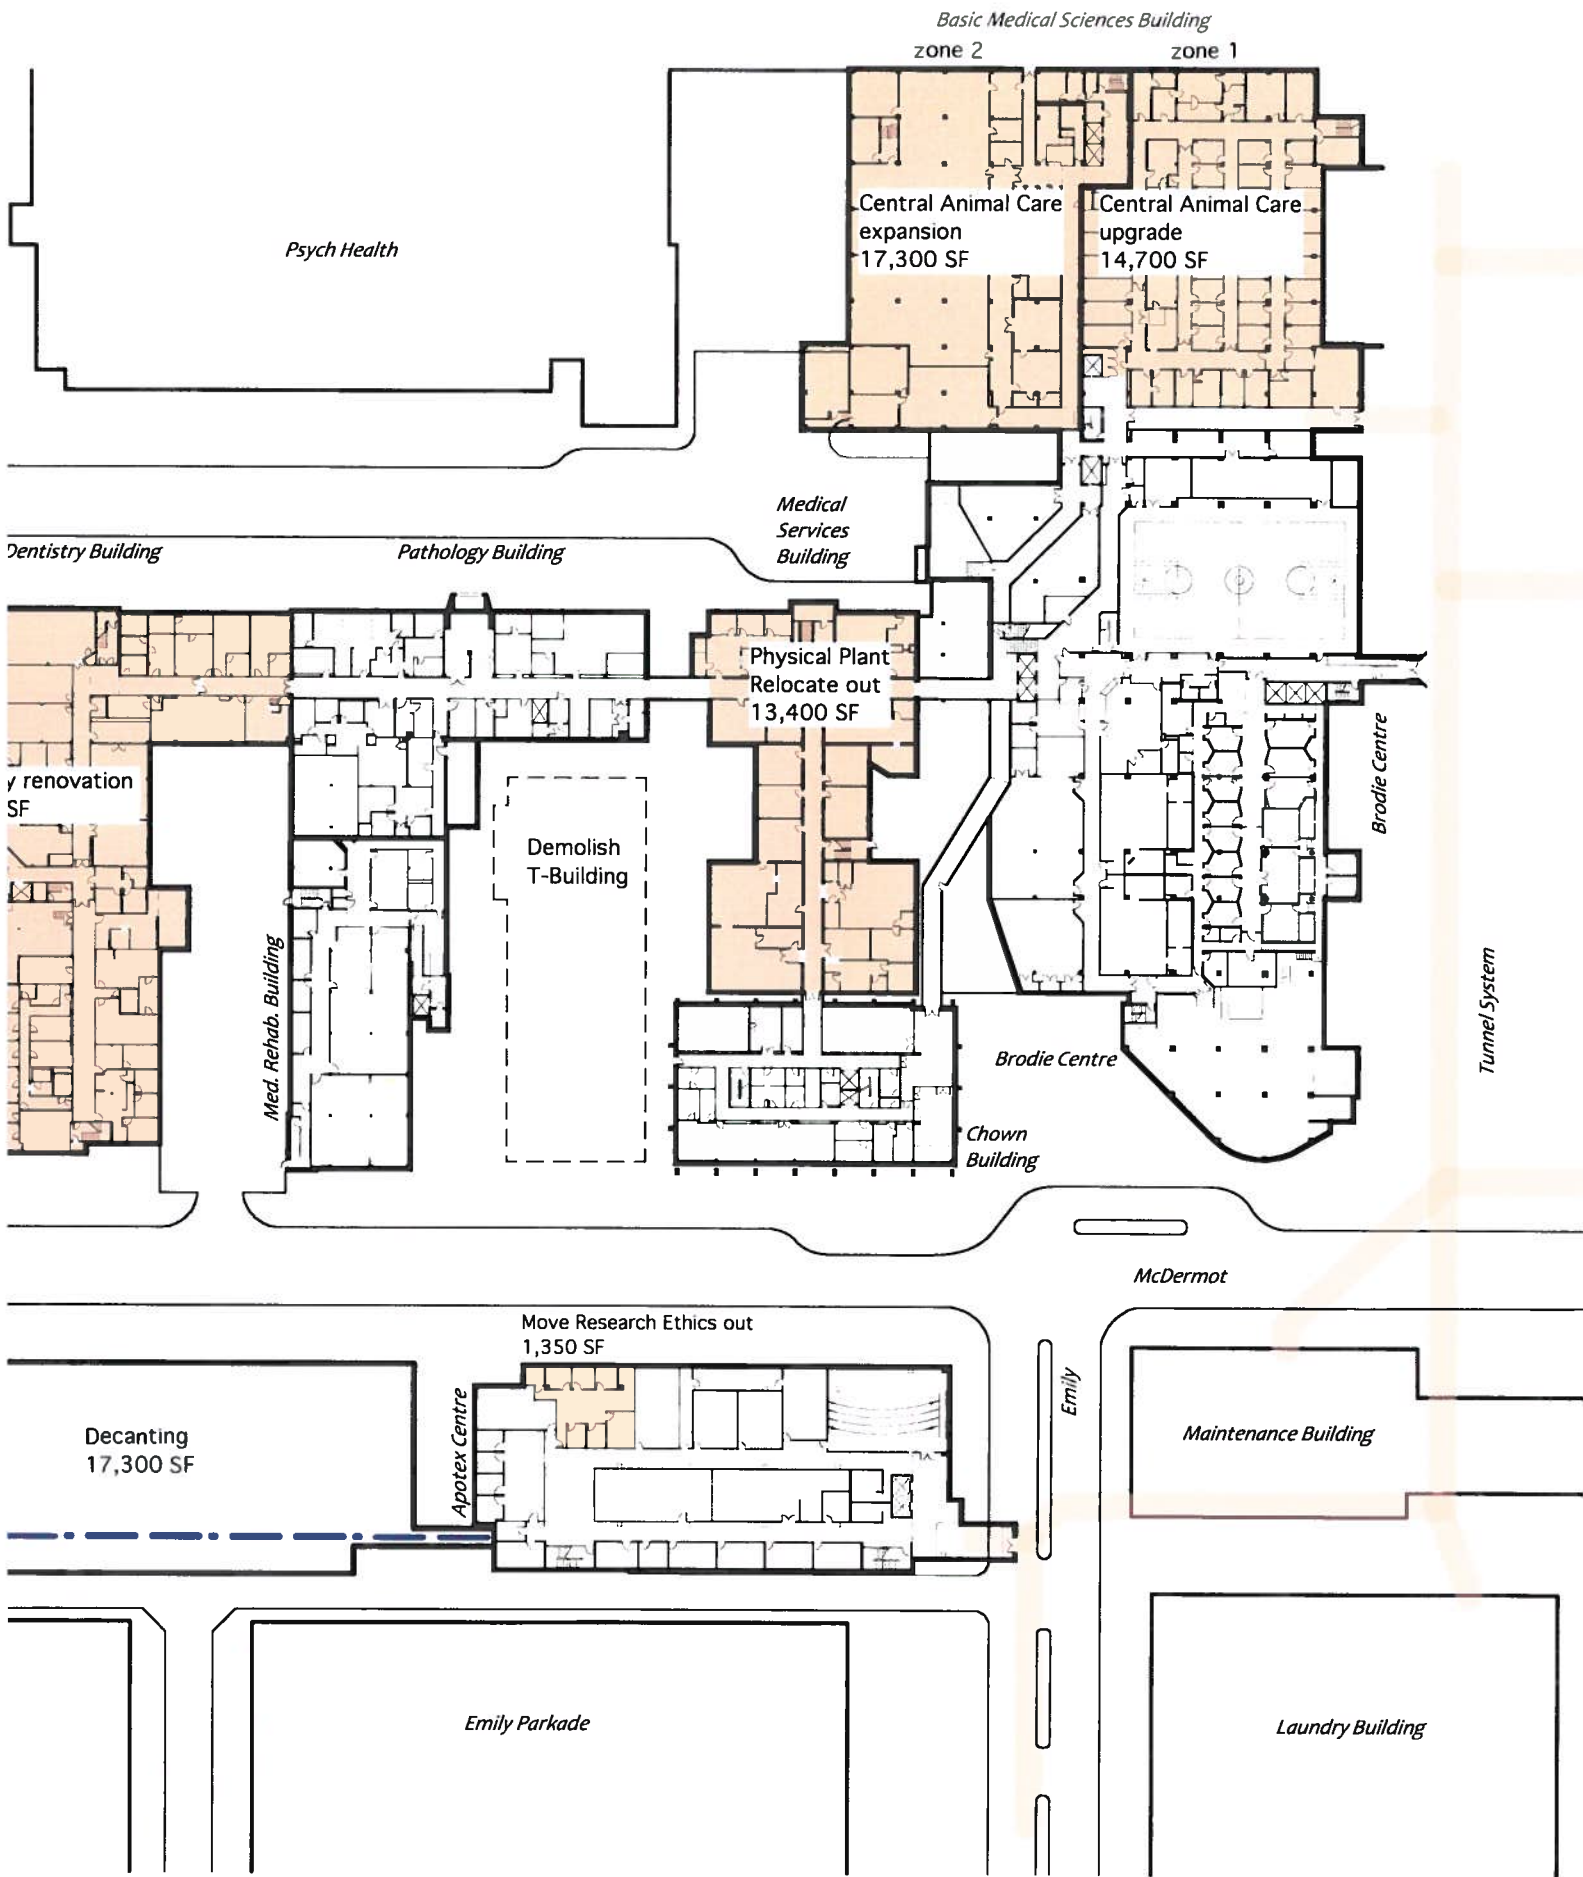 Basic Medical Sciences Building
zone 2
zone 1
Central Animal Care
expansion
17,300 SF
Central Animal Care
upgrade
14,700 SF
Psych Health
Medical
Services
Building
Dentistry Building
Pathology Building
Physical Plant
Relocate out
13,400 SF
y renovation
SF
Demolish
T-Building
Brodie Centre
Med. Rehab. Building
Tunnel System
Brodie Centre
Chown
Building
McDermot
Move Research Ethics out
1,350 SF
Emily
Apotex Centre
Decanting
17,300 SF
Maintenance Building
Emily Parkade
Laundry Building